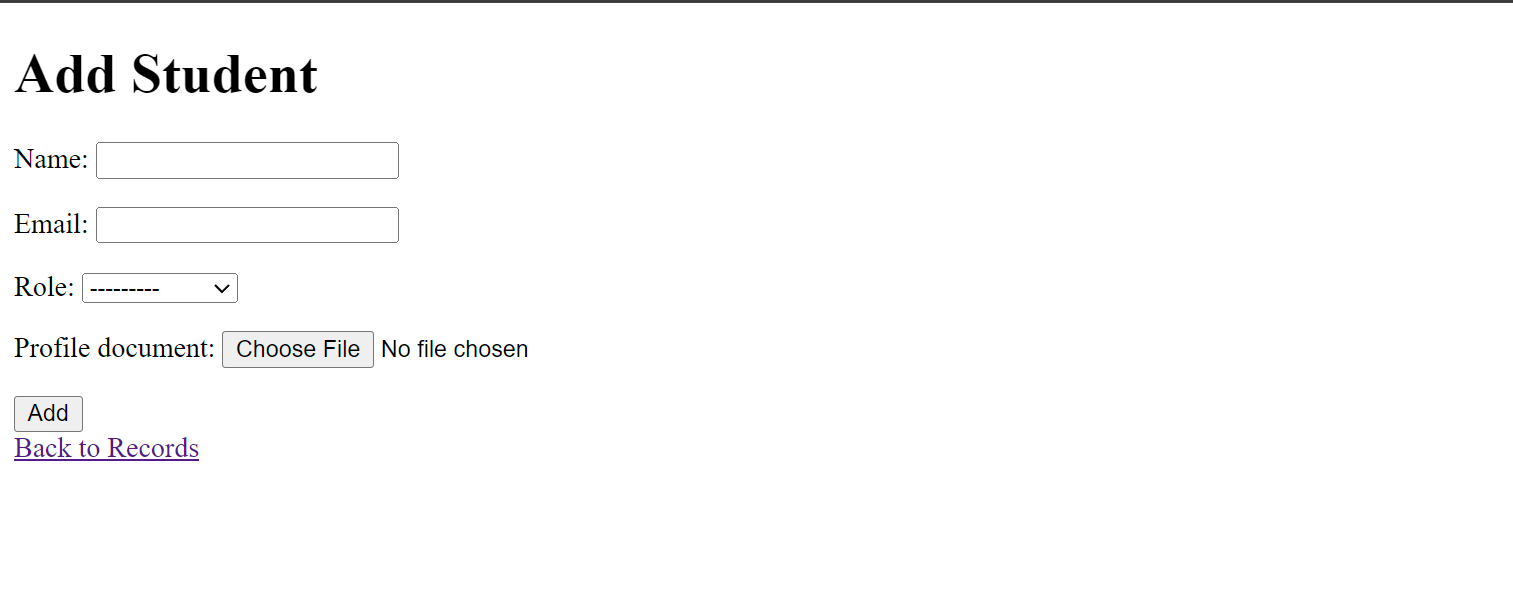 Add Student
Name:
Email:
Role: ---------
Profile document: Choose File No file chosen
Add
Back to Records